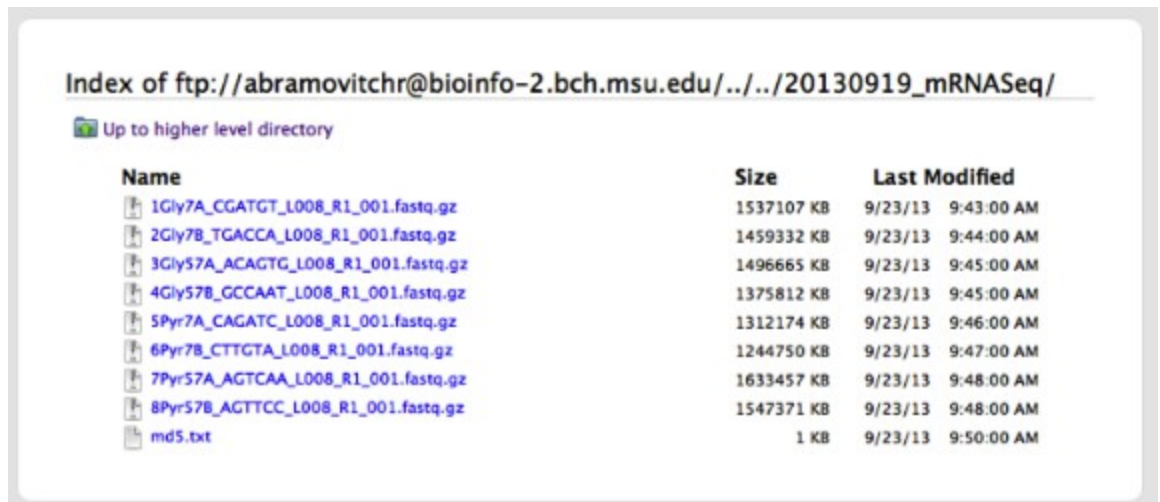 Index of ftp://abramovitchr@bioinfo-2.bch.msu.edu/../../20130919_mRNASeq/
Up to higher level directory
Name Size Last Modified
1Gly7A_CGATGT_L008_R1_001.fastq.gz 1537107 KB 9/23/13 9:43:00 AM
2Gly7B_TGACCA_L008_R1_001.fastq.gz 1459332 KB 9/23/13 9:44:00 AM
3Gly57A_ACAGTG_L008_R1_001.fastq.gz 1496665 KB 9/23/13 9:45:00 AM
4Gly57B_GCCAAT_L008_R1_001.fastq.gz 1375812 KB 9/23/13 9:45:00 AM
5Pyr7A_CAGATC_L008_R1_001.fastq.gz 1312174 KB 9/23/13 9:46:00 AM
6Pyr7B_CTTGTA_L008_R1_001.fastq.gz 1244750 KB 9/23/13 9:47:00 AM
7Pyr57A_AGTCAA_L008_R1_001.fastq.gz 1633457 KB 9/23/13 9:48:00 AM
8Pyr57B_AGTTCC_L008_R1_001.fastq.gz 1547371 KB 9/23/13 9:48:00 AM
md5.txt 1 KB 9/23/13 9:50:00 AM